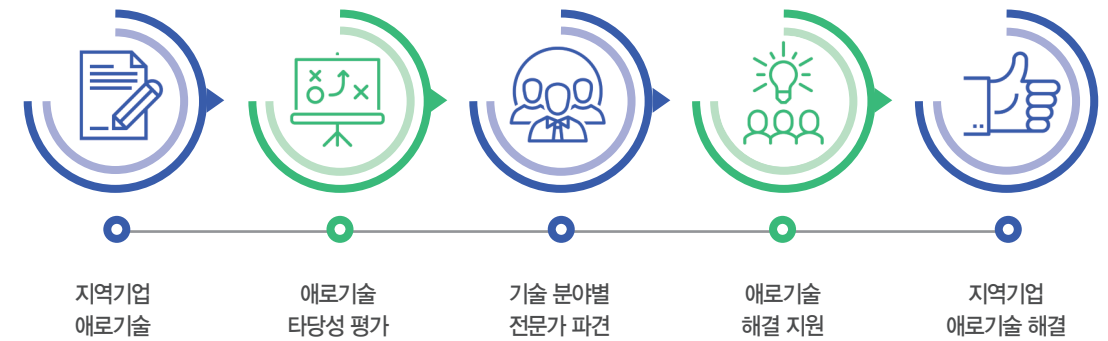 지역기업
애로기술
애로기술
타당성 평가
기술 분야별
전문가 파견
애로기술
해결 지원
지역기업
애로기술 해결